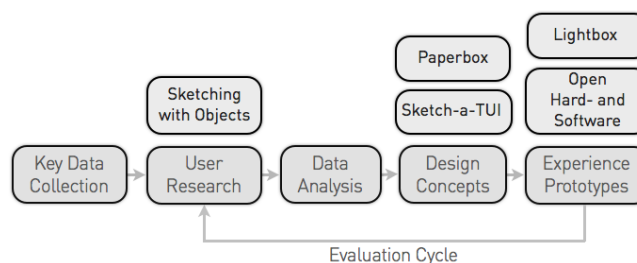 Lightbox
Paperbox
Sketching
with Objects
Sketch-a-TUI
Open
Hard- and
Software
Key Data
Collection
User
Research
Data
Analysis
Design
Concepts
Experience
Prototypes
Evaluation Cycle